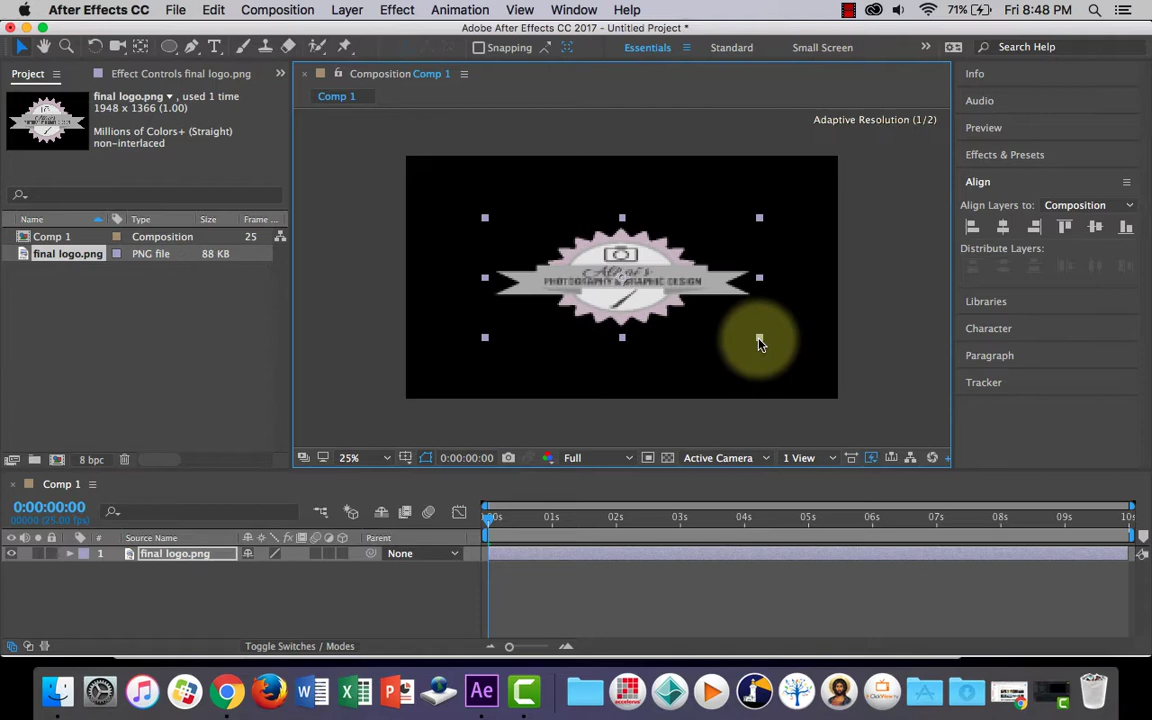 After Effects CC File Edit Composition Layer Effect Animation View Window Help 71% Fri 8:48 PM
Adobe After Effects CC 2017 - Untitled Project *
Snapping Essentials Standard Small Screen Search Help
Project Effect Controls final logo.png Composition Comp 1 Info
final logo.png, used 1 time Comp 1 Audio
1948 x 1366 (1.00)
Adaptive Resolution (1/2) Preview
Millions of Colors+ (Straight)
non-interlaced
Effects & Presets
Align
Align Layers to: Composition
Name Type Size Frame ...
Comp 1 Composition 25
final logo.png PNG file 88 KB
Distribute Layers:
PHOTOGRAPHY & GRAPHIC DESIGN
Libraries
Character
Paragraph
Tracker
8 bpc 25% 0:00:00:00 Full Active Camera 1 View
Comp 1
0:00:00:00
00000 (25.00 fps)
:00s 01s 02s 03s 04s 05s 06s 07s 08s 09s 10s
# Source Name Parent
1 final logo.png None
Toggle Switches / Modes